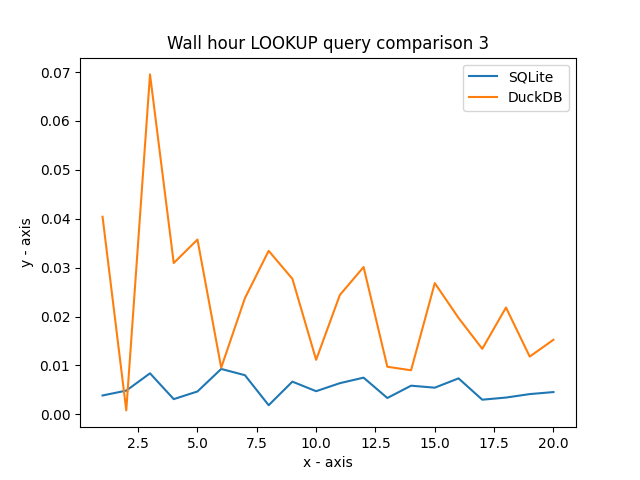 Wall hour LOOKUP query comparison 3
SQLite
DuckDB
0.07
0.06
0.05
0.04
0.03
0.02
0.01
0.00
y - axis
2.5 5.0 7.5 10.0 12.5 15.0 17.5 20.0
x - axis